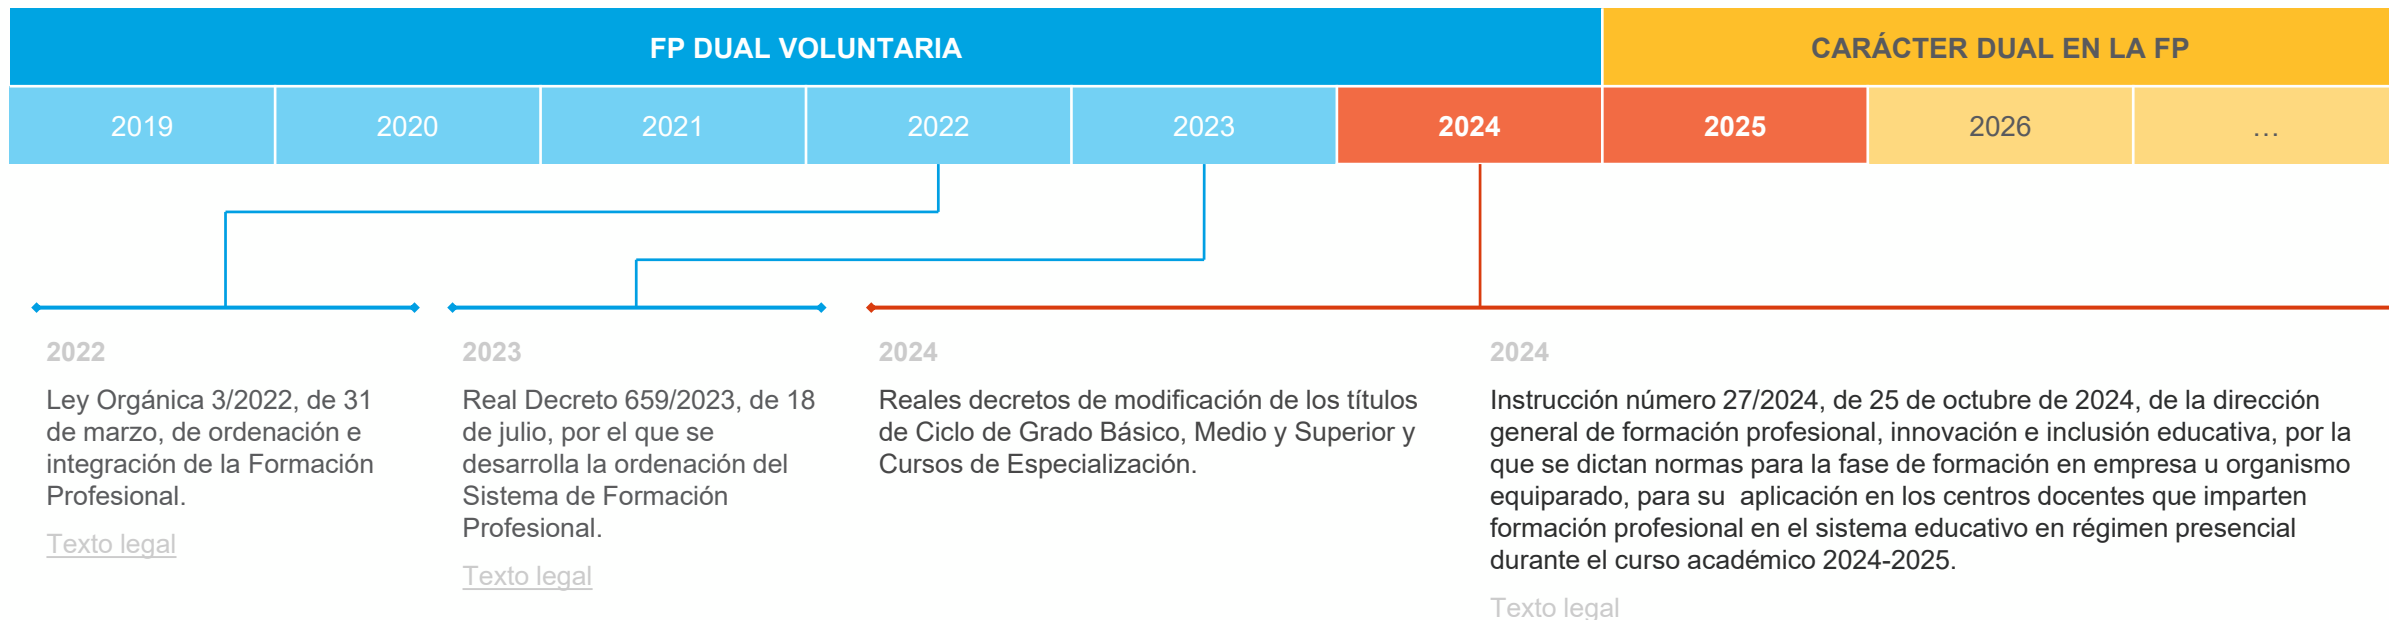 FP DUAL VOLUNTARIA
CARÁCTER DUAL EN LA FP
2019
2020
2021
2022
2023
2024
2025
2026
…
2022
Ley Orgánica 3/2022, de 31
de marzo, de ordenación e
integración de la Formación
Profesional.
Texto legal
2023
Real Decreto 659/2023, de 18
de julio, por el que se
desarrolla la ordenación del
Sistema de Formación
Profesional.
Texto legal
2024
Reales decretos de modificación de los títulos
de Ciclo de Grado Básico, Medio y Superior y
Cursos de Especialización.
2024
Instrucción número 27/2024, de 25 de octubre de 2024, de la dirección
general de formación profesional, innovación e inclusión educativa, por la
que se dictan normas para la fase de formación en empresa u organismo
equiparado, para su  aplicación en los centros docentes que imparten
formación profesional en el sistema educativo en régimen presencial
durante el curso académico 2024-2025.
Texto legal